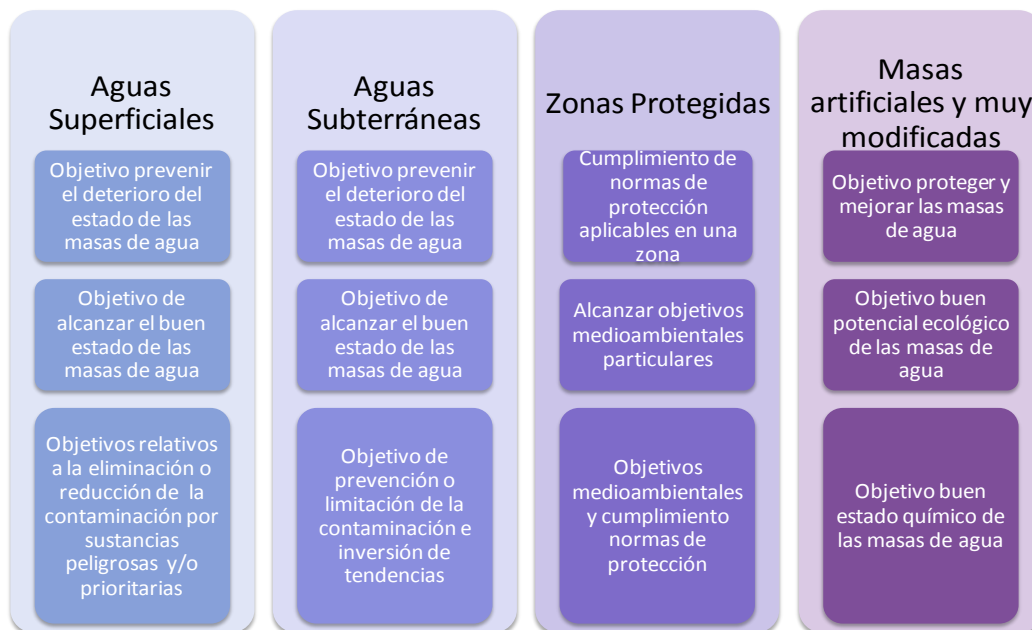 Aguas
Superficiales
Objetivo prevenir
el deterioro del
estado de las
masas de agua
Objetivo de
alcanzar el buen
estado de las
masas de agua
Objetivos relativos
a la eliminación o
reducción de la
contaminación por
sustancias
peligrosas y/o
prioritarias
Aguas
Subterráneas
Objetivo prevenir
el deterioro del
estado de las
masas de agua
Objetivo de
alcanzar el buen
estado de las
masas de agua
Objetivo de
prevención o
limitación de la
contaminación e
inversión de
tendencias
Zonas Protegidas
Cumplimiento de
normas de
protección
aplicables en una
zona
Alcanzar objetivos
medioambientales
particulares
Objetivos
medioambientales
y cumplimiento
normas de
protección
Masas
artificiales y muy
modificadas
Objetivo proteger y
mejorar las masas
de agua
Objetivo buen
potencial ecológico
de las masas de
agua
Objetivo buen
estado químico de
las masas de agua